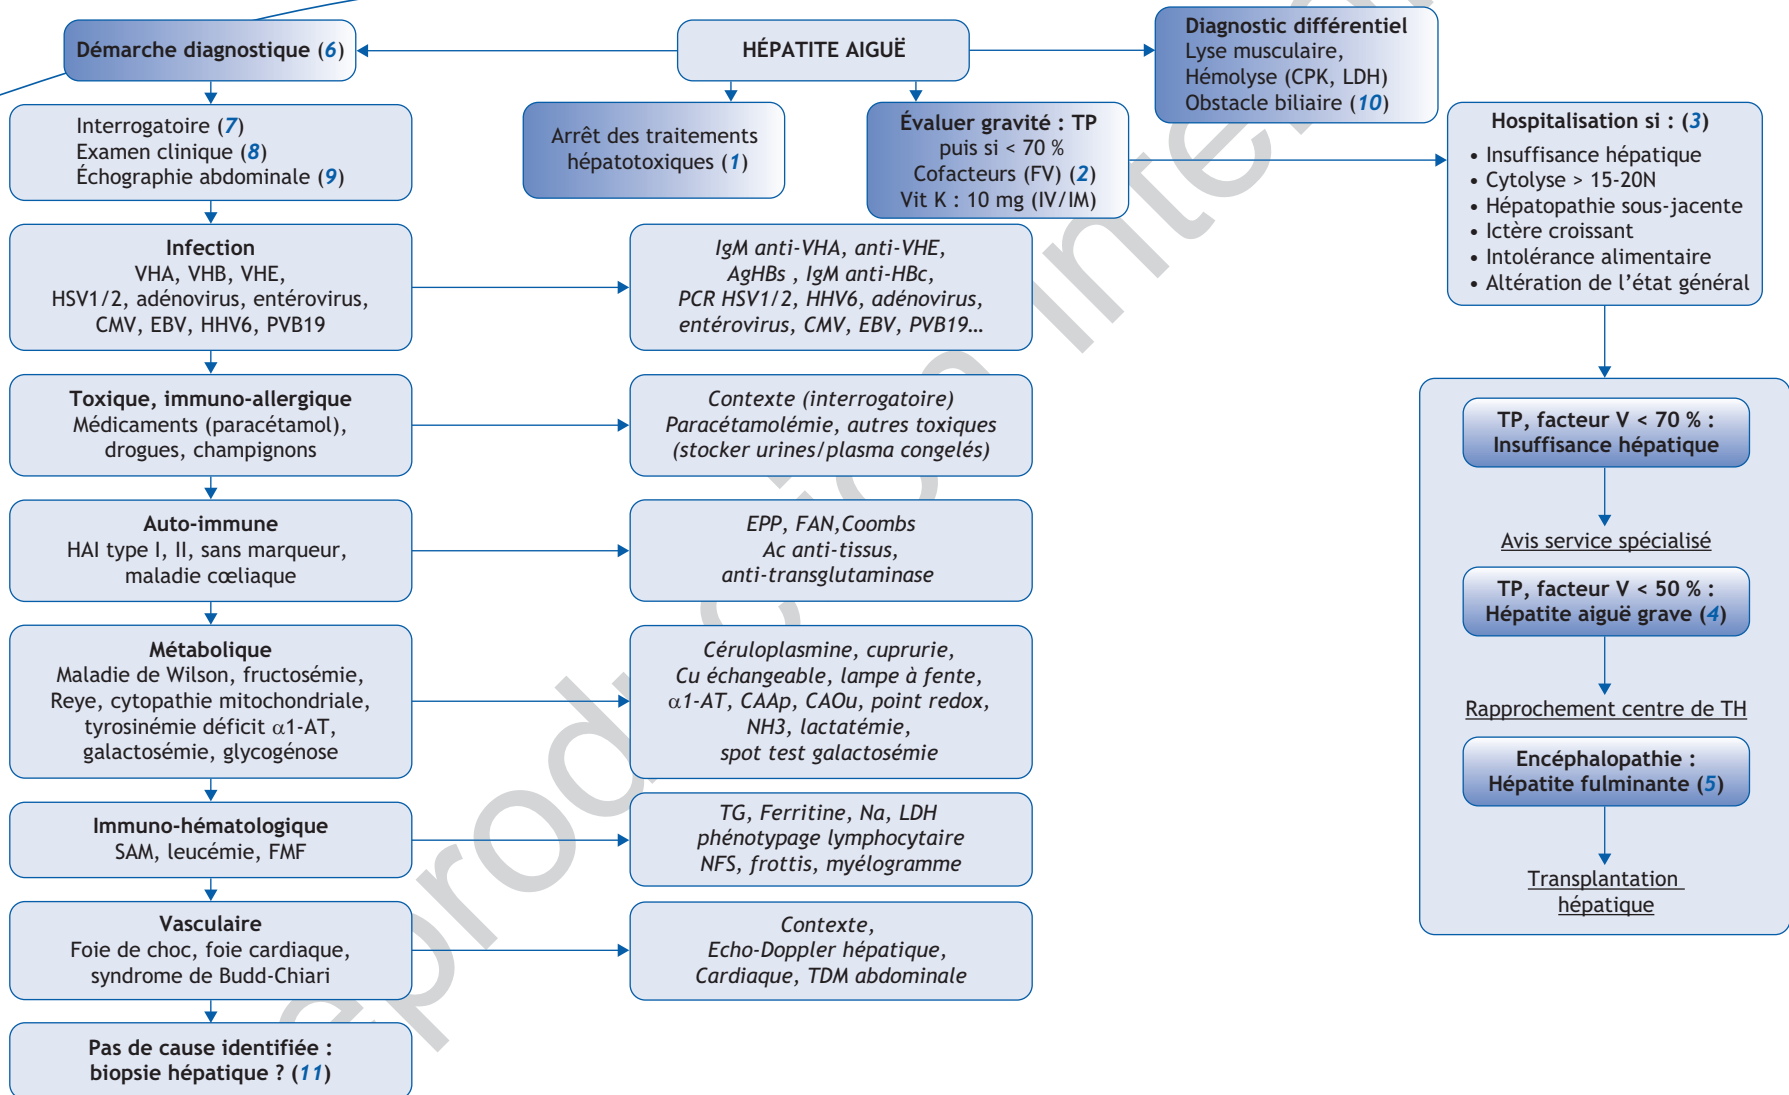 Démarche diagnostique (6)
HÉPATITE AIGUË
Diagnostic différentiel
Lyse musculaire,
Hémolyse (CPK, LDH)
Obstacle biliaire (10)
Interrogatoire (7)
Examen clinique (8)
Échographie abdominale (9)
Arrêt des traitements
hépatotoxiques (1)
Évaluer gravité : TP
puis si < 70 %
Cofacteurs (FV) (2)
Vit K : 10 mg (IV/IM)
Hospitalisation si : (3)
• Insuffisance hépatique
• Cytolyse > 15-20N
• Hépatopathie sous-jacente
• Ictère croissant
• Intolérance alimentaire
• Altération de l’état général
Infection
VHA, VHB, VHE,
HSV1/2, adénovirus, entérovirus,
CMV, EBV, HHV6, PVB19
IgM anti-VHA, anti-VHE,
AgHBs , IgM anti-HBc,
PCR HSV1/2, HHV6, adénovirus,
entérovirus, CMV, EBV, PVB19…
Toxique, immuno-allergique
Médicaments (paracétamol),
drogues, champignons
Contexte (interrogatoire)
Paracétamolémie, autres toxiques
(stocker urines/plasma congelés)
Auto-immune
HAI type I, II, sans marqueur,
maladie cœliaque
EPP, FAN,Coombs
Ac anti-tissus,
anti-transglutaminase
Métabolique
Maladie de Wilson, fructosémie,
Reye, cytopathie mitochondriale,
tyrosinémie déficit α1-AT,
galactosémie, glycogénose
Céruloplasmine, cuprurie,
Cu échangeable, lampe à fente,
α1-AT, CAAp, CAOu, point redox,
NH3, lactatémie,
spot test galactosémie
Immuno-hématologique
SAM, leucémie, FMF
TG, Ferritine, Na, LDH
phénotypage lymphocytaire
NFS, frottis, myélogramme
Vasculaire
Foie de choc, foie cardiaque,
syndrome de Budd-Chiari
Contexte,
Echo-Doppler hépatique,
Cardiaque, TDM abdominale
Pas de cause identifiée :
biopsie hépatique ? (11)
TP, facteur V < 70 % :
Insuffisance hépatique
Avis service spécialisé
TP, facteur V < 50 % :
Hépatite aiguë grave (4)
Rapprochement centre de TH
Encéphalopathie :
Hépatite fulminante (5)
Transplantation
hépatique